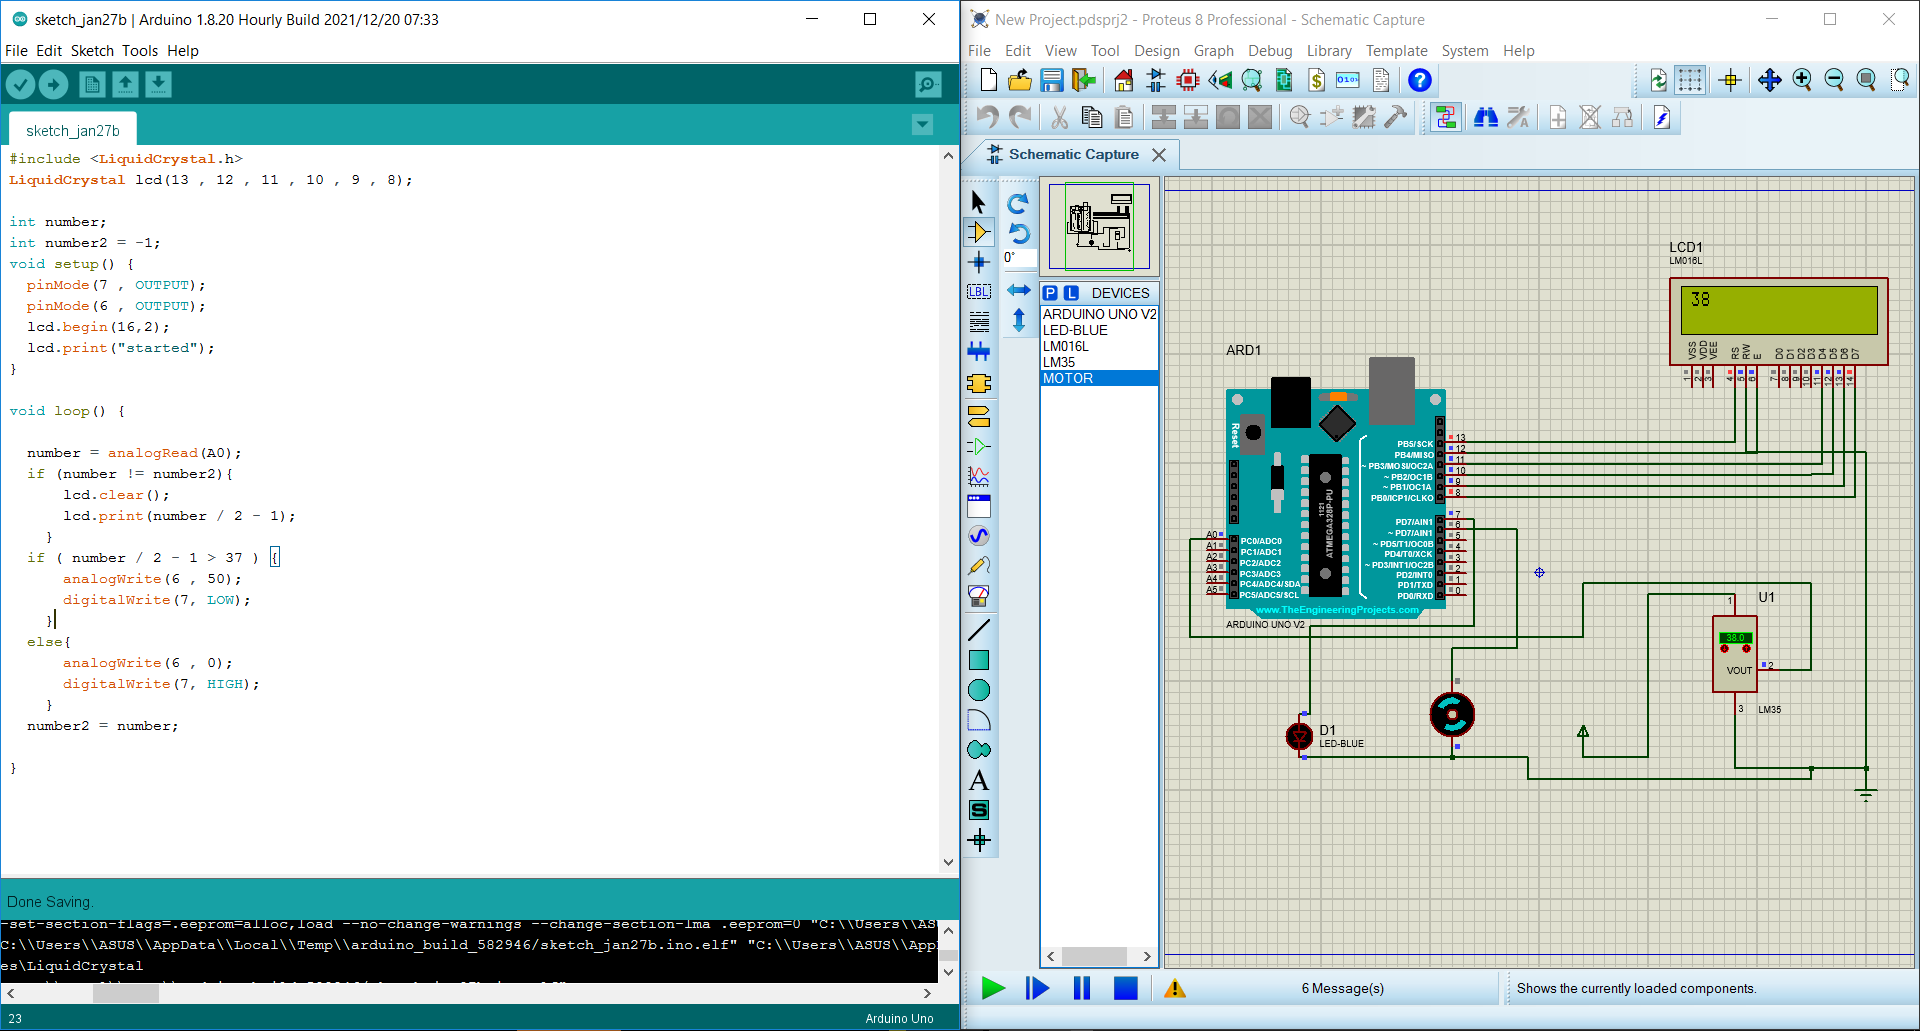 sketch_jan27b | Arduino 1.8.20 Hourly Build 2021/12/20 07:33
File Edit Sketch Tools Help
sketch_jan27b
#include <LiquidCrystal.h>
LiquidCrystal lcd(13 , 12 , 11 , 10 , 9 , 8);
int number;
int number2 = -1;
void setup() {
pinMode(7 , OUTPUT);
pinMode(6 , OUTPUT);
lcd.begin(16,2);
lcd.print("started");
}
void loop() {
number = analogRead(A0);
if (number != number2){
lcd.clear();
lcd.print(number / 2 - 1);
}
if ( number / 2 - 1 > 37 ) {
analogWrite(6 , 50);
digitalWrite(7, LOW);
}
else{
analogWrite(6 , 0);
digitalWrite(7, HIGH);
}
number2 = number;
}
Done Saving.
-set-section-flags=.eeprom=alloc,load --no-change-warnings --change-section-lma .eeprom=0 "C:\\Users\\AS
C:\\Users\\ASUS\\AppData\\Local\\Temp\\arduino_build_582946/sketch_jan27b.ino.elf" "C:\\Users\\ASUS\\App
es\LiquidCrystal
23
Arduino Uno
New Project.pdsprj2 - Proteus 8 Professional - Schematic Capture
File Edit View Tool Design Graph Debug Library Template System Help
Schematic Capture
0°
LBL
A
S
P L DEVICES
ARDUINO UNO V2
LED-BLUE
LM016L
LM35
MOTOR
LCD1
LM016L
38
VSS VDD VEE RS RW E D0 D1 D2 D3 D4 D5 D6 D7
1 2 3 4 5 6 7 8 9 10 11 12 13 14
ARD1
Reset
1121
ATMEGA328P-PU
PB5/SCK 13
PB4/MISO 12
~ PB3/MOSI/OC2A 11
~ PB2/OC1B 10
~ PB1/OC1A 9
PB0/ICP1/CLKO 8
PD7/AIN1 7
~ PD7/AIN1 6
~ PD5/T1/OC0B 5
PD4/T0/XCK 4
~ PD3/INT1/OC2B 3
PD2/INT0 2
PD1/TXD 1
PD0/RXD 0
A0 PC0/ADC0
A1 PC1/ADC1
A2 PC2/ADC2
A3 PC3/ADC3
A4 PC4/ADC4/SDA
A5 PC5/ADC5/SCL
www.TheEngineeringProjects.com
ARDUINO UNO V2
D1
LED-BLUE
U1
1
38.0
VOUT 2
3
LM35
6 Message(s)
Shows the currently loaded components.